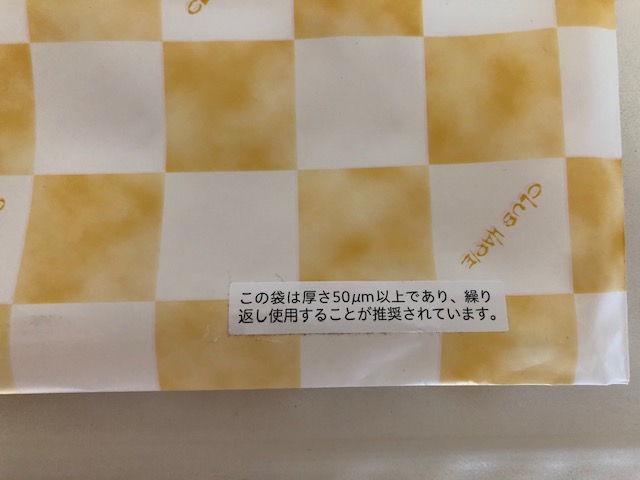 CLUB HARIE
この袋は厚さ50μm以上であり、繰り
返し使用することが推奨されています。